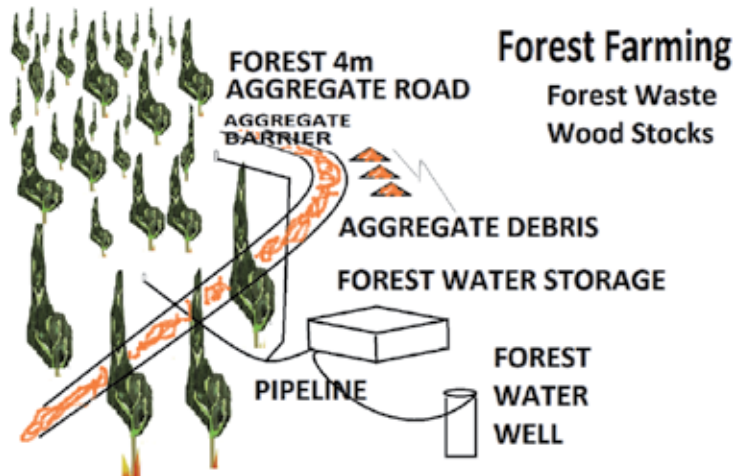 Forest Farming
Forest Waste
Wood Stocks
FOREST 4m
AGGREGATE ROAD
AGGREGATE
BARRIER
AGGREGATE DEBRIS
FOREST WATER STORAGE
PIPELINE
FOREST
WATER
WELL